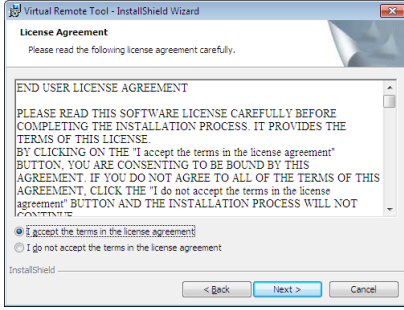 Virtual Remote Tool - InstallShield Wizard
License Agreement
Please read the following license agreement carefully.
END USER LICENSE AGREEMENT
PLEASE READ THIS SOFTWARE LICENSE CAREFULLY BEFORE
COMPLETING THE INSTALLATION PROCESS. IT PROVIDES THE
TERMS OF THIS LICENSE.
BY CLICKING ON THE "I accept the terms in the license agreement"
BUTTON, YOU ARE CONSENTING TO BE BOUND BY THIS
AGREEMENT. IF YOU DO NOT AGREE TO ALL OF THE TERMS OF THIS
AGREEMENT, CLICK THE "I do not accept the terms in the license
agreement" BUTTON AND THE INSTALLATION PROCESS WILL NOT
CONTINUE
I accept the terms in the license agreement
I do not accept the terms in the license agreement
InstallShield
< Back Next > Cancel